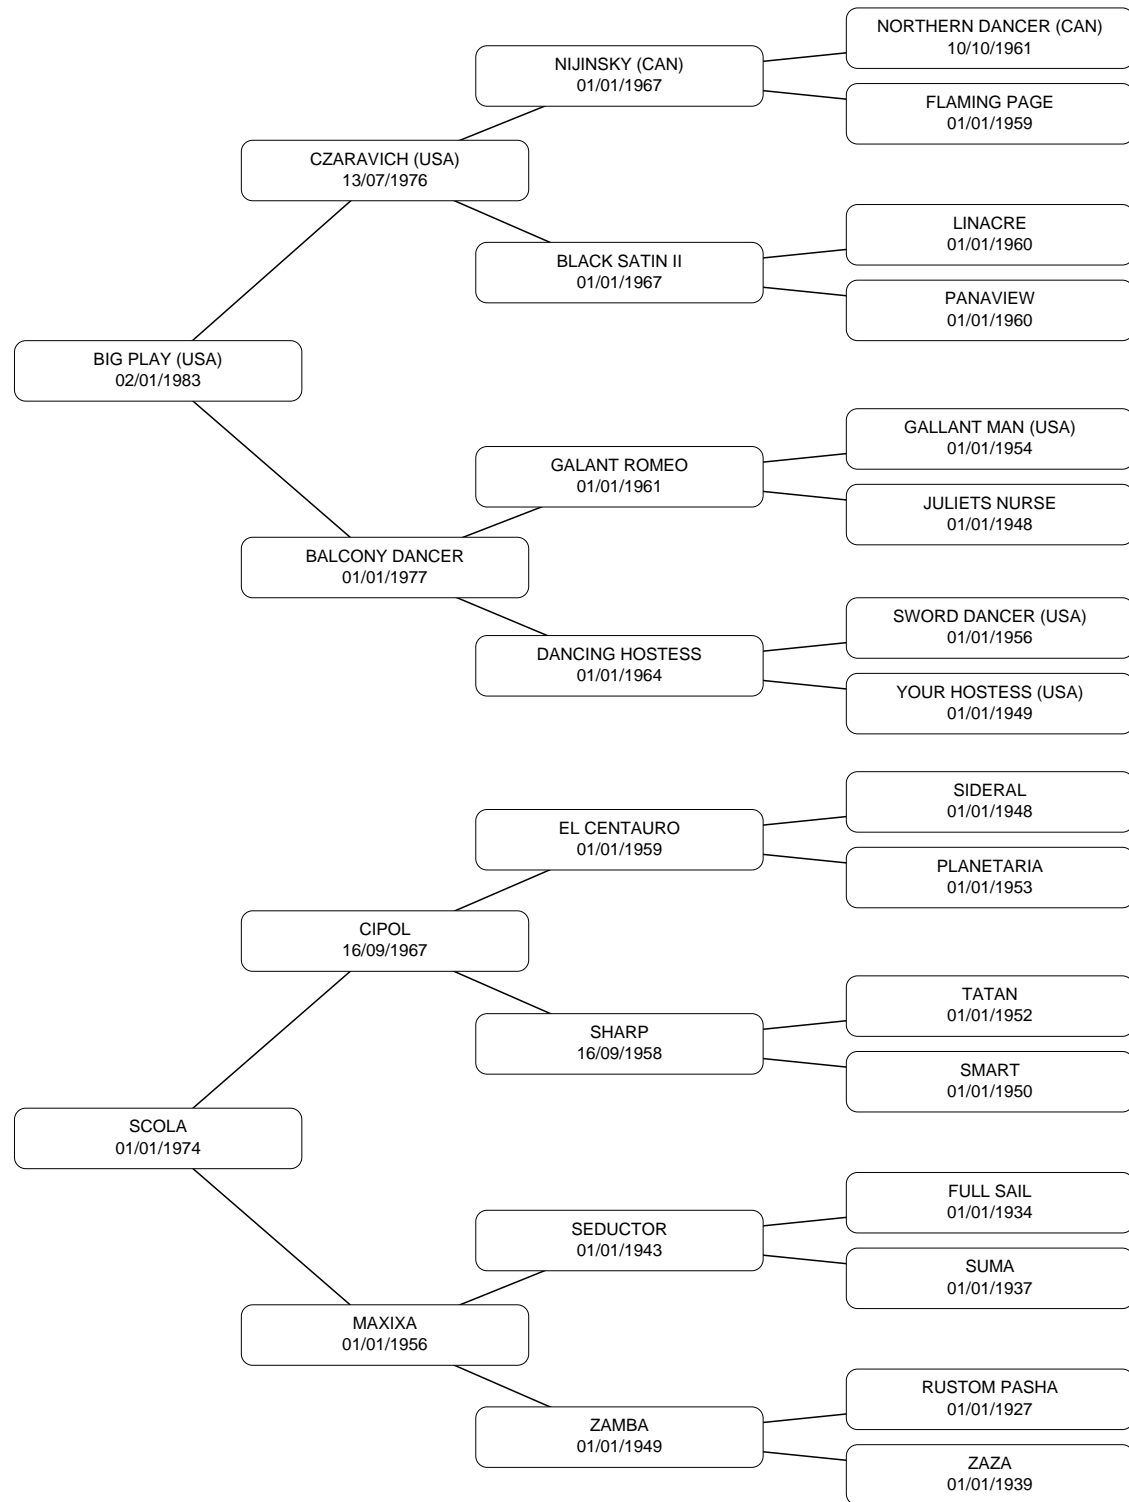 NORTHERN DANCER (CAN)
10/10/1961
NIJINSKY (CAN)
01/01/1967
FLAMING PAGE
01/01/1959
CZARAVICH (USA)
13/07/1976
LINACRE
01/01/1960
BLACK SATIN II
01/01/1967
PANAVIEW
01/01/1960
BIG PLAY (USA)
02/01/1983
GALLANT MAN (USA)
01/01/1954
GALANT ROMEO
01/01/1961
JULIETS NURSE
01/01/1948
BALCONY DANCER
01/01/1977
SWORD DANCER (USA)
01/01/1956
DANCING HOSTESS
01/01/1964
YOUR HOSTESS (USA)
01/01/1949
SIDERAL
01/01/1948
EL CENTAURO
01/01/1959
PLANETARIA
01/01/1953
CIPOL
16/09/1967
TATAN
01/01/1952
SHARP
16/09/1958
SMART
01/01/1950
SCOLA
01/01/1974
FULL SAIL
01/01/1934
SEDUCTOR
01/01/1943
SUMA
01/01/1937
MAXIXA
01/01/1956
RUSTOM PASHA
01/01/1927
ZAMBA
01/01/1949
ZAZA
01/01/1939